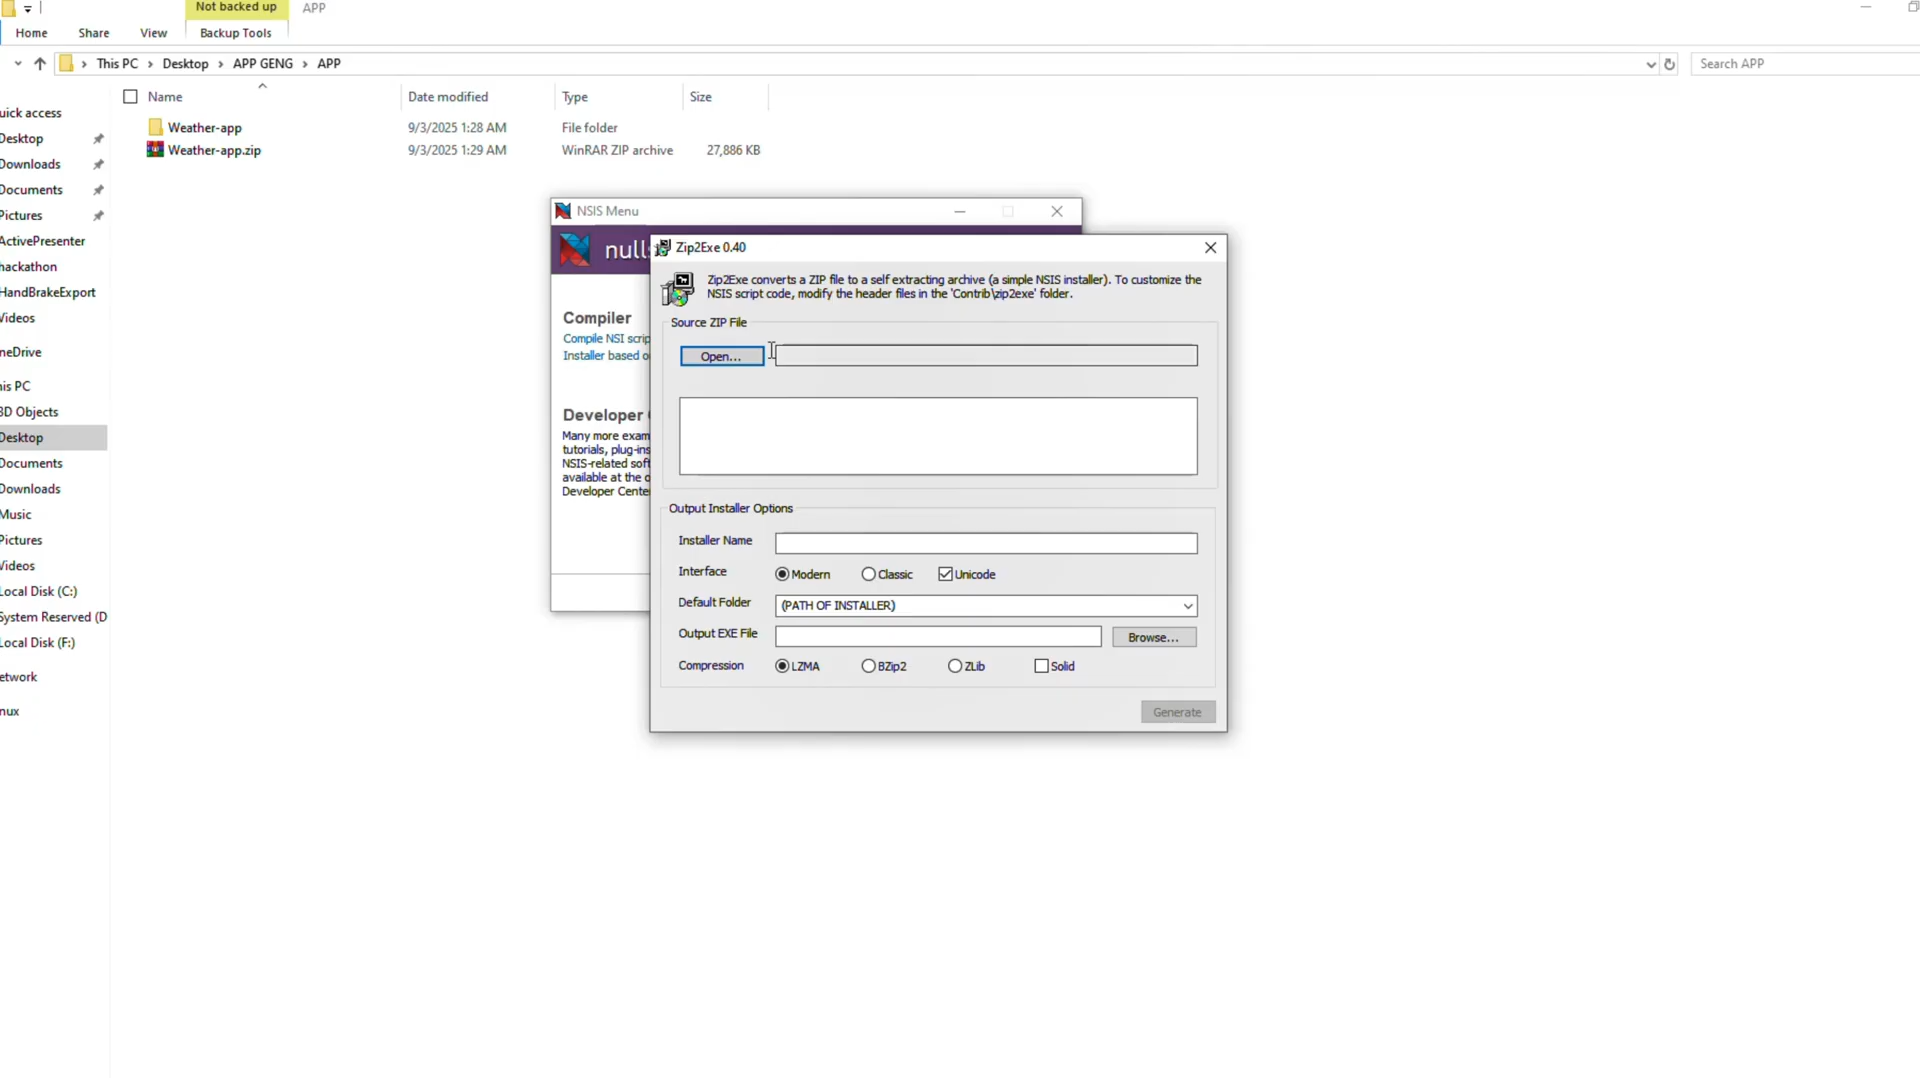 Not backed up
APP
Home
Share
View
Backup Tools
This PC
Desktop
APP GENG
APP
Search APP
Name
Date modified
Type
Size
Weather-app
9/3/2025 1:28 AM
File folder
Weather-app.zip
9/3/2025 1:29 AM
WinRAR ZIP archive
27,886 KB
uick access
Desktop
Downloads
Documents
Pictures
ActivePresenter
hackathon
HandBrakeExport
Videos
neDrive
his PC
3D Objects
Desktop
Documents
Downloads
Music
Pictures
Videos
Local Disk (C:)
System Reserved (D
Local Disk (F:)
etwork
nux
NSIS Menu
nulls
Compiler
Compile NSI scrip
Installer based o
Developer
Many more exam
tutorials, plug-ins
NSIS-related soft
available at the
Developer Cente
Zip2Exe 0.40
Zip2Exe converts a ZIP file to a self extracting archive (a simple NSIS installer). To customize the
NSIS script code, modify the header files in the 'Contrib\zip2exe' folder.
Source ZIP File
Open...
Output Installer Options
Installer Name
Interface
Modern
Classic
Unicode
Default Folder
(PATH OF INSTALLER)
Output EXE File
Browse...
Compression
LZMA
BZip2
ZLib
Solid
Generate